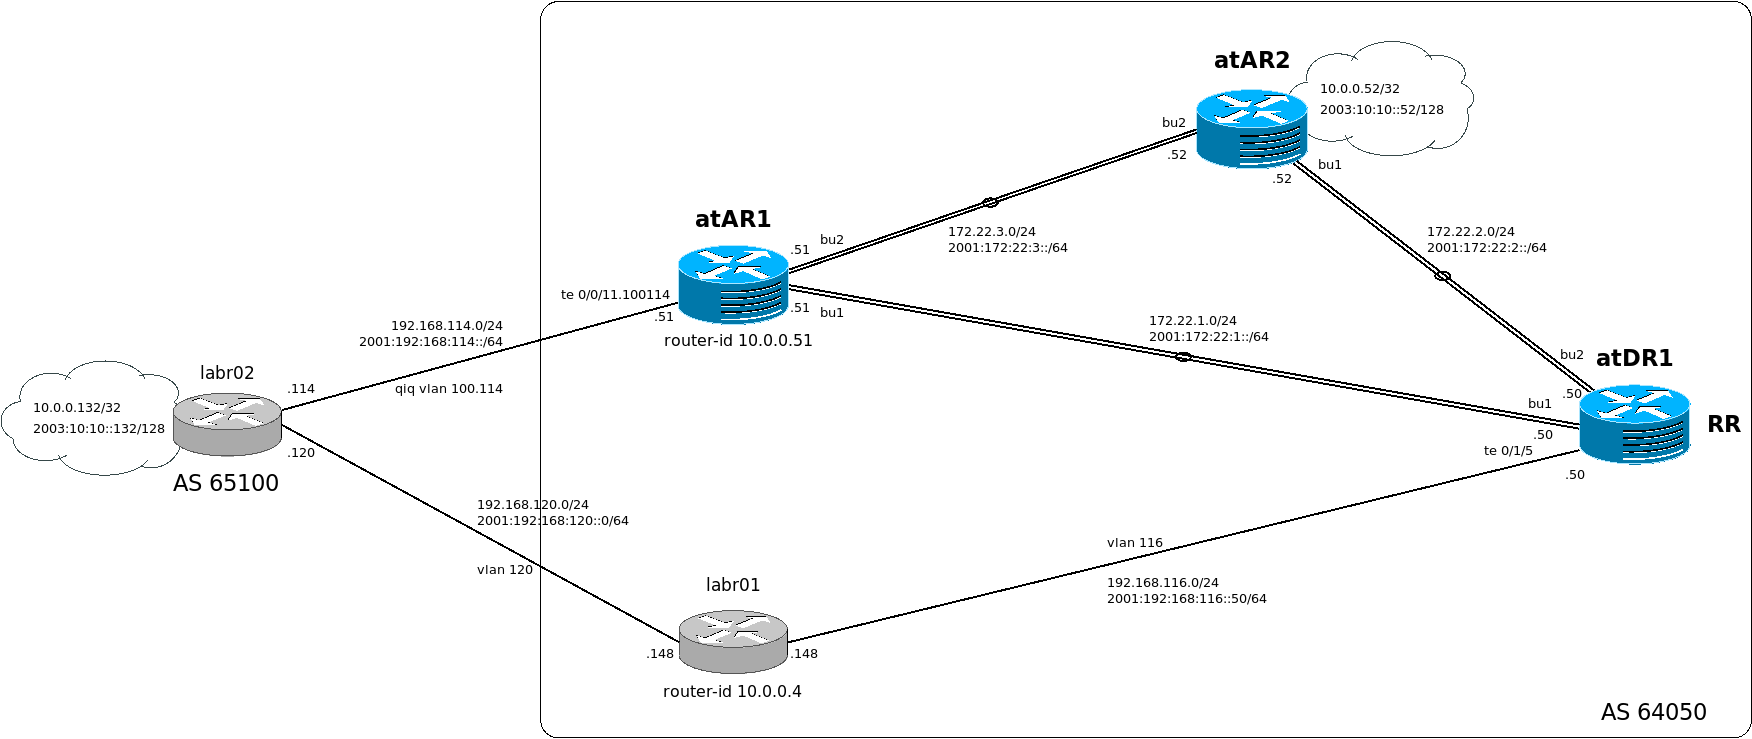 atAR2
10.0.0.52/32
2003:10:10::52/128
bu2
.52
bu1
.52
atAR1
.51
bu2
172.22.3.0/24
2001:172:22:3::/64
172.22.2.0/24
2001:172:22:2::/64
te 0/0/11.100114
.51
.51
bu1
router-id 10.0.0.51
192.168.114.0/24
2001:192:168:114::/64
172.22.1.0/24
2001:172:22:1::/64
bu2
atDR1
.50
labr02
.114
qiq vlan 100.114
10.0.0.132/32
2003:10:10::132/128
bu1
.50
RR
.120
te 0/1/5
.50
AS 65100
192.168.120.0/24
2001:192:168:120::0/64
vlan 120
vlan 116
192.168.116.0/24
2001:192:168:116::50/64
labr01
.148
.148
router-id 10.0.0.4
AS 64050